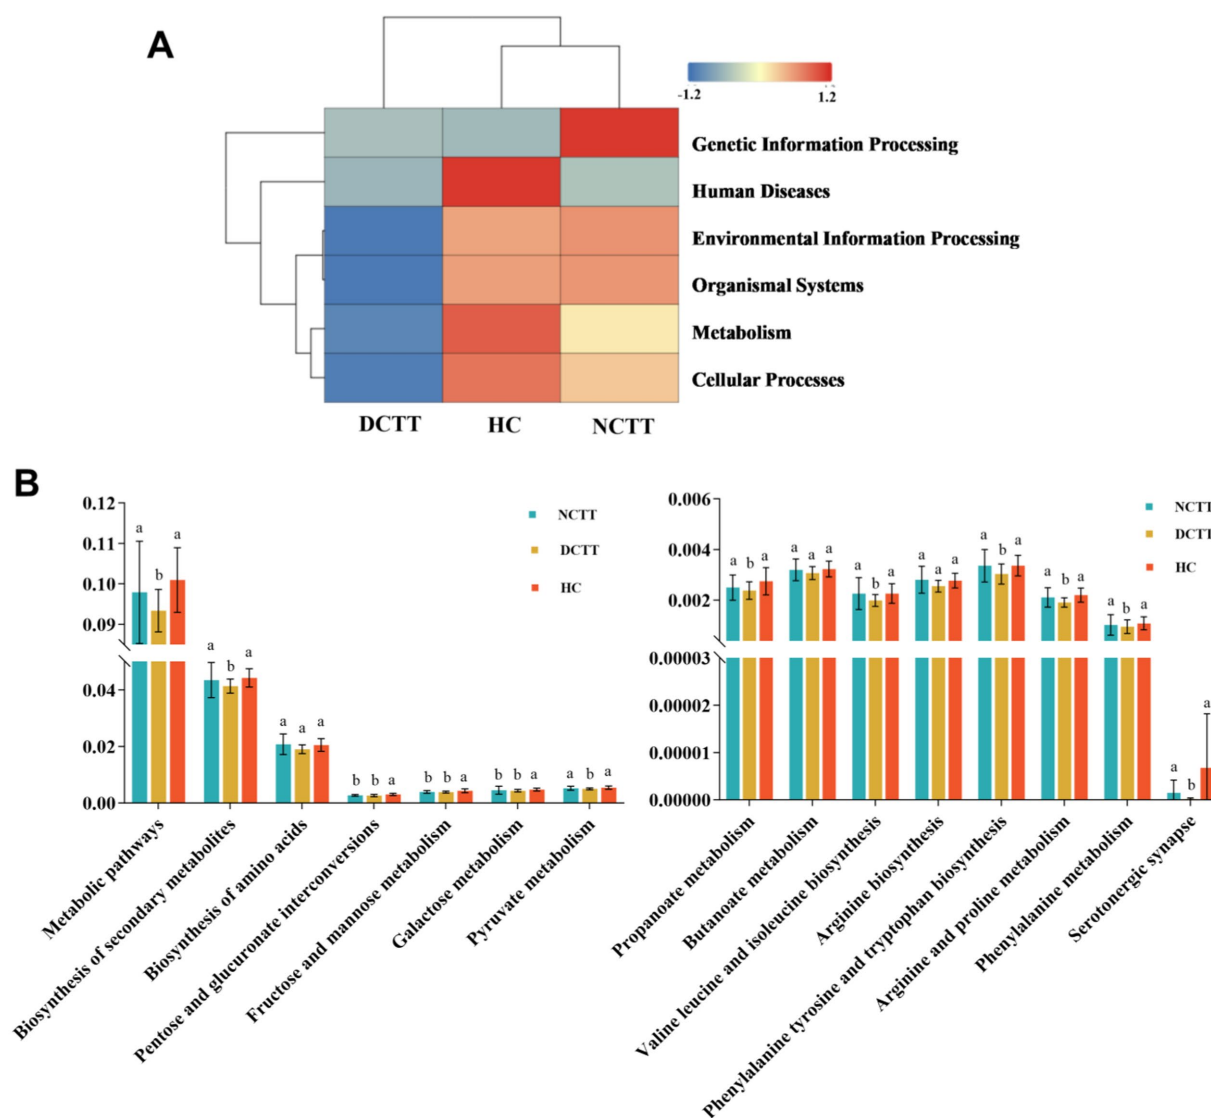 A
-1.2 1.2
Genetic Information Processing
Human Diseases
Environmental Information Processing
Organismal Systems
Metabolism
Cellular Processes
DCTT HC NCTT
B
0.12
0.11
0.10
0.09
0.04
0.02
0.00
a b a
a b a
a a a
b b a
b b a
b b a
a b a
NCTT
DCTT
HC
Metabolic pathways
Biosynthesis of secondary metabolites
Biosynthesis of amino acids
Pentose and glucuronate interconversions
Fructose and mannose metabolism
Galactose metabolism
Pyruvate metabolism
0.006
0.004
0.002
0.00003
0.00002
0.00001
0.00000
a b a
a a a
a b a
a a a
a b a
a b a
a b a
a b a
NCTT
DCTT
HC
Propanoate metabolism
Butanoate metabolism
Valine leucine and isoleucine biosynthesis
Arginine biosynthesis
Phenylalanine tyrosine and tryptophan biosynthesis
Arginine and proline metabolism
Phenylalanine metabolism
Serotonergic synapse